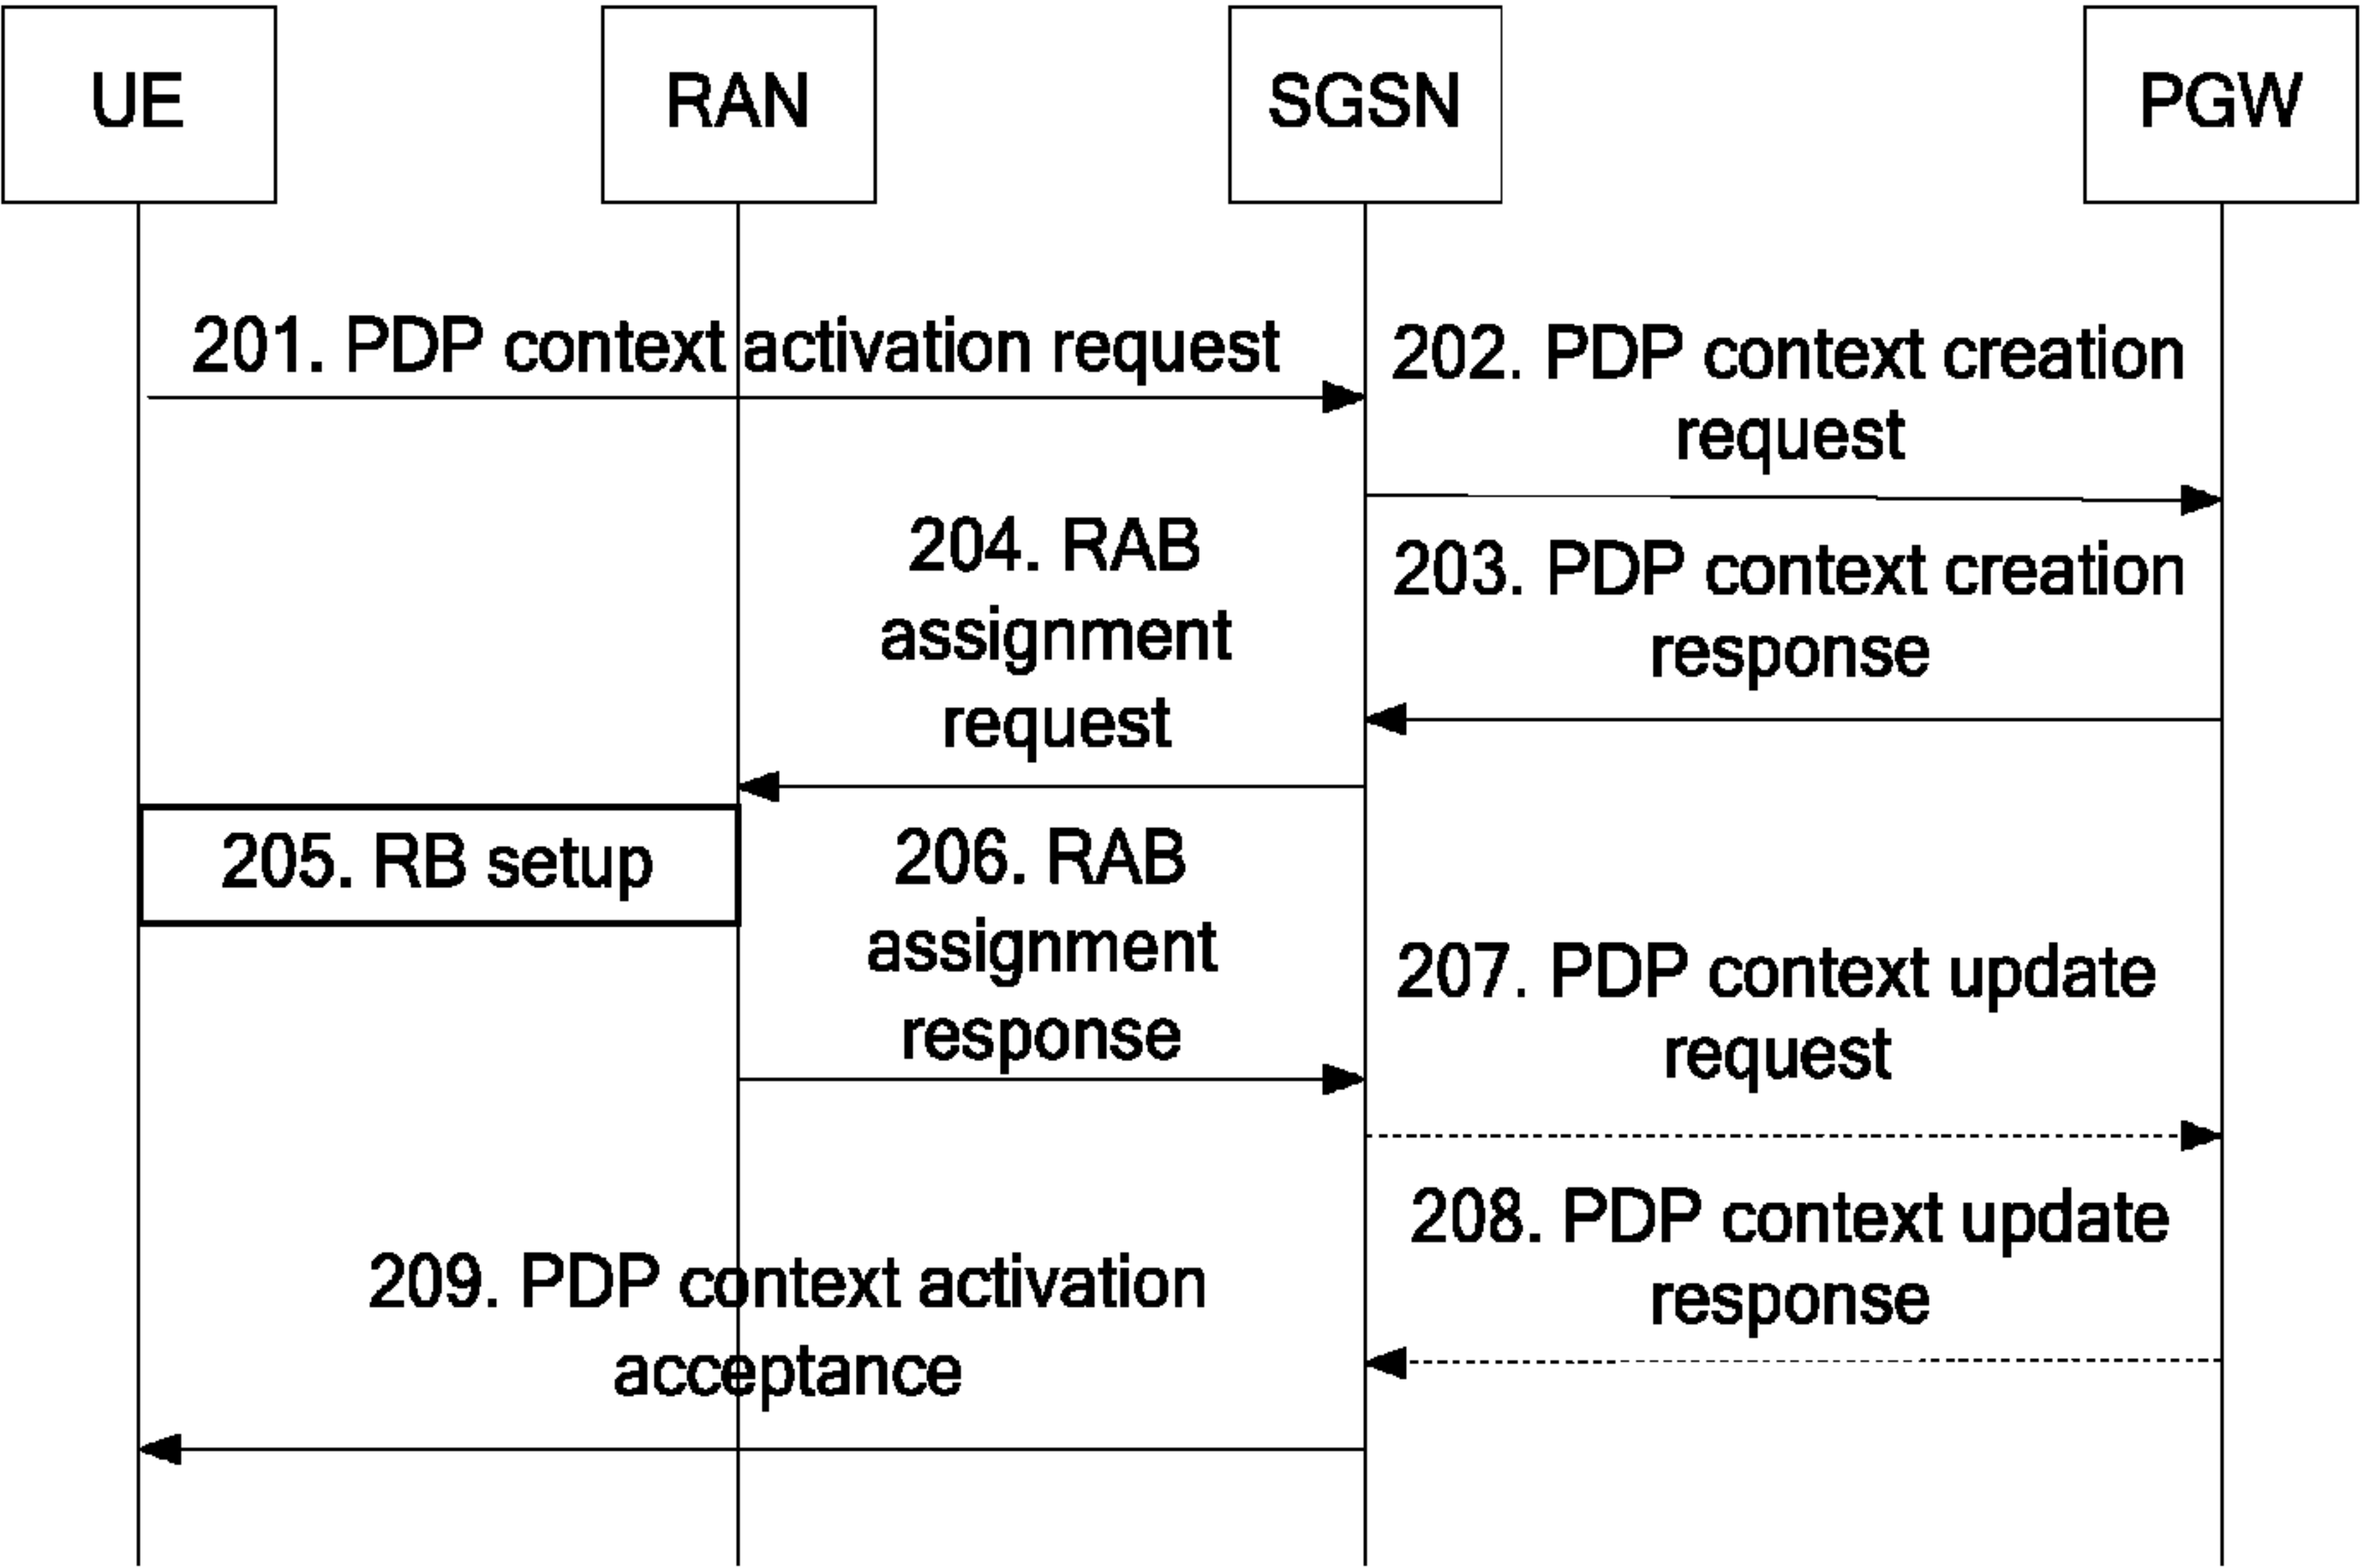 UE
RAN
SGSN
PGW
201. PDP context activation request
202. PDP context creation
request
203. PDP context creation
response
204. RAB
assignment
request
205. RB setup
206. RAB
assignment
response
207. PDP context update
request
208. PDP context update
response
209. PDP context activation
acceptance